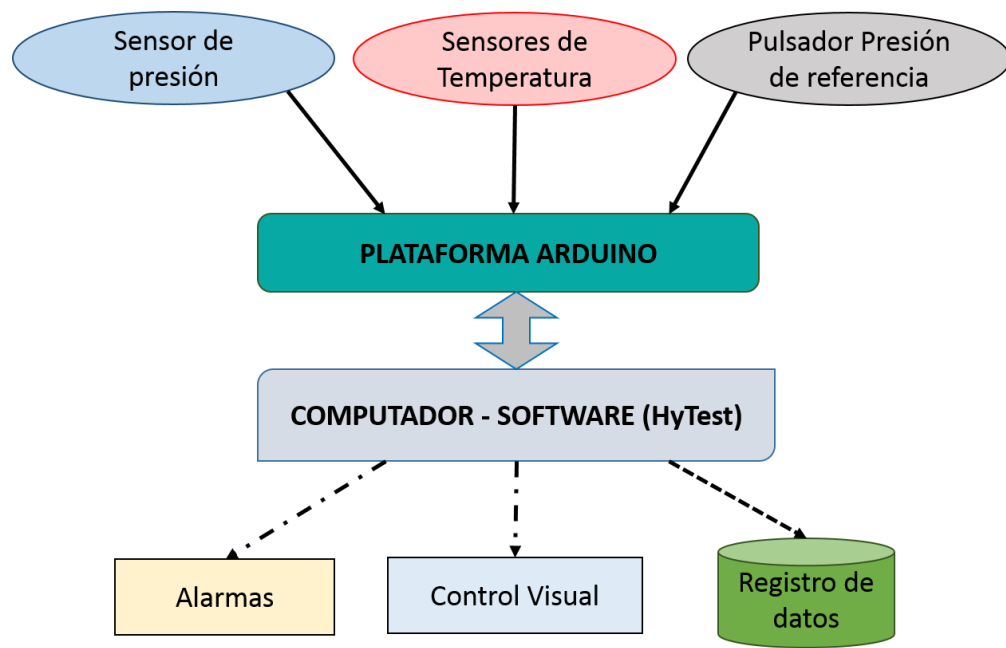 Sensor de
presión
Sensores de
Temperatura
Pulsador Presión
de referencia
PLATAFORMA ARDUINO
COMPUTADOR - SOFTWARE (HyTest)
Alarmas
Control Visual
Registro de
datos